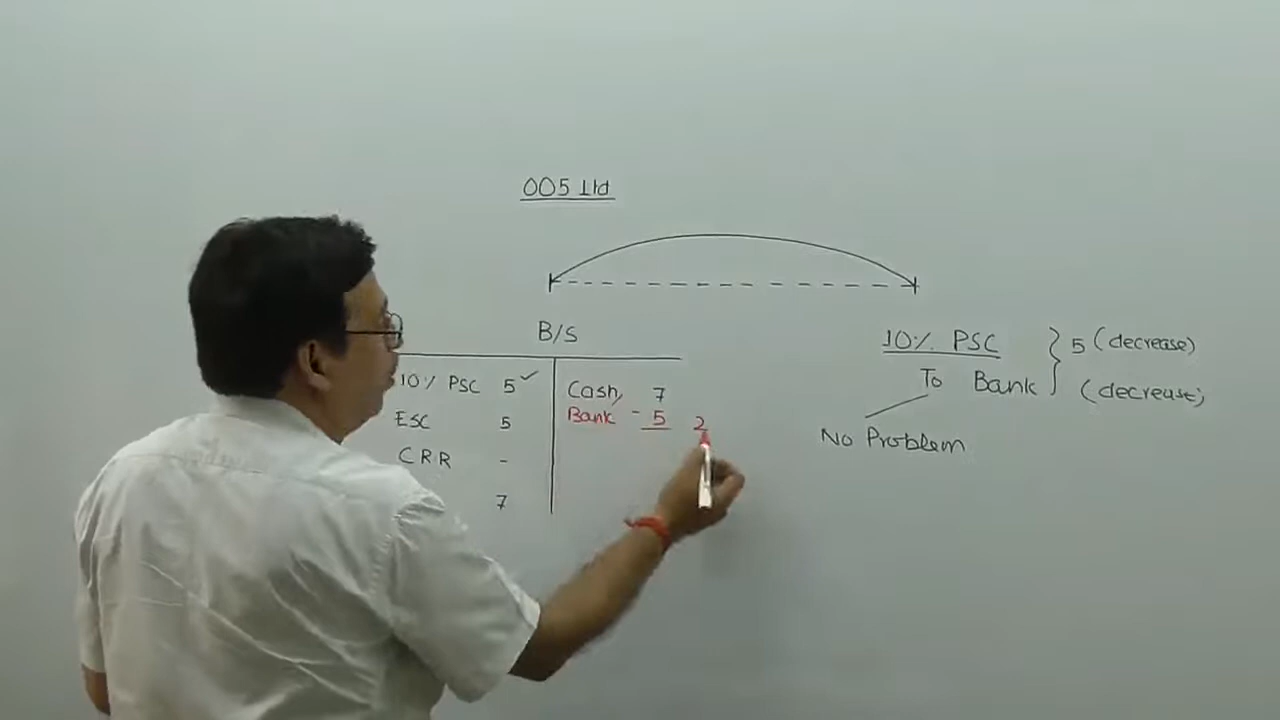 005 Ltd
B/S
10% PSC 5 ✓
ESC 5
CRR -
7
Cash 7
Bank - 5 2
10% PSC } 5 (decrease)
To Bank (decrease)
No Problem